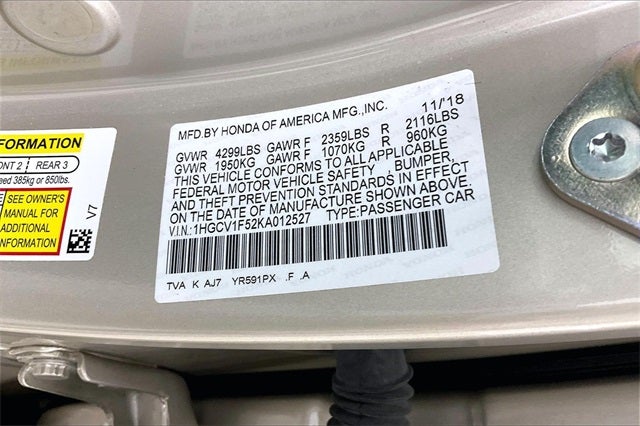 MFD.BY HONDA OF AMERICA MFG.,INC. 11/'18
GVWR 4299LBS GAWR F 2359LBS R 2116LBS
GVWR 1950KG GAWR F 1070KG R 960KG
THIS VEHICLE CONFORMS TO ALL APPLICABLE
FEDERAL MOTOR VEHICLE SAFETY, BUMPER,
AND THEFT PREVENTION STANDARDS IN EFFECT
ON THE DATE OF MANUFACTURE SHOWN ABOVE.
V.I.N.:1HGCV1F52KA012527 TYPE:PASSENGER CAR
TVA K AJ7 YR591PX .F .A
FORMATION
2 REAR 3
385kg or 850lbs.
SEE OWNER'S
MANUAL FOR
ADDITIONAL
INFORMATION
V7